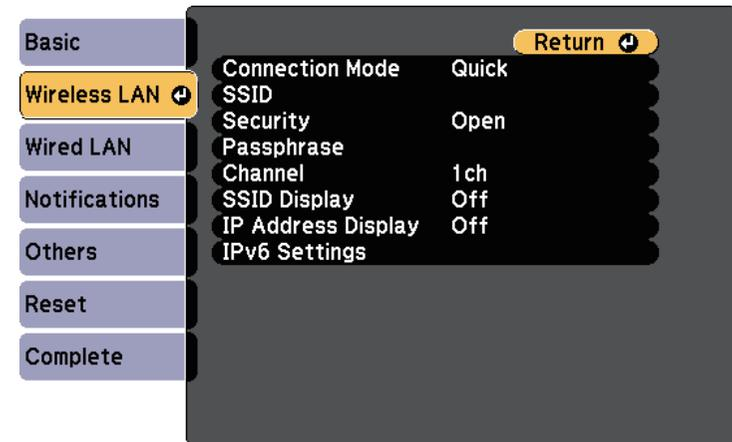 Basic
Wireless LAN
Wired LAN
Notifications
Others
Reset
Complete
Return
Connection Mode Quick
SSID
Security Open
Passphrase
Channel 1ch
SSID Display Off
IP Address Display Off
IPv6 Settings